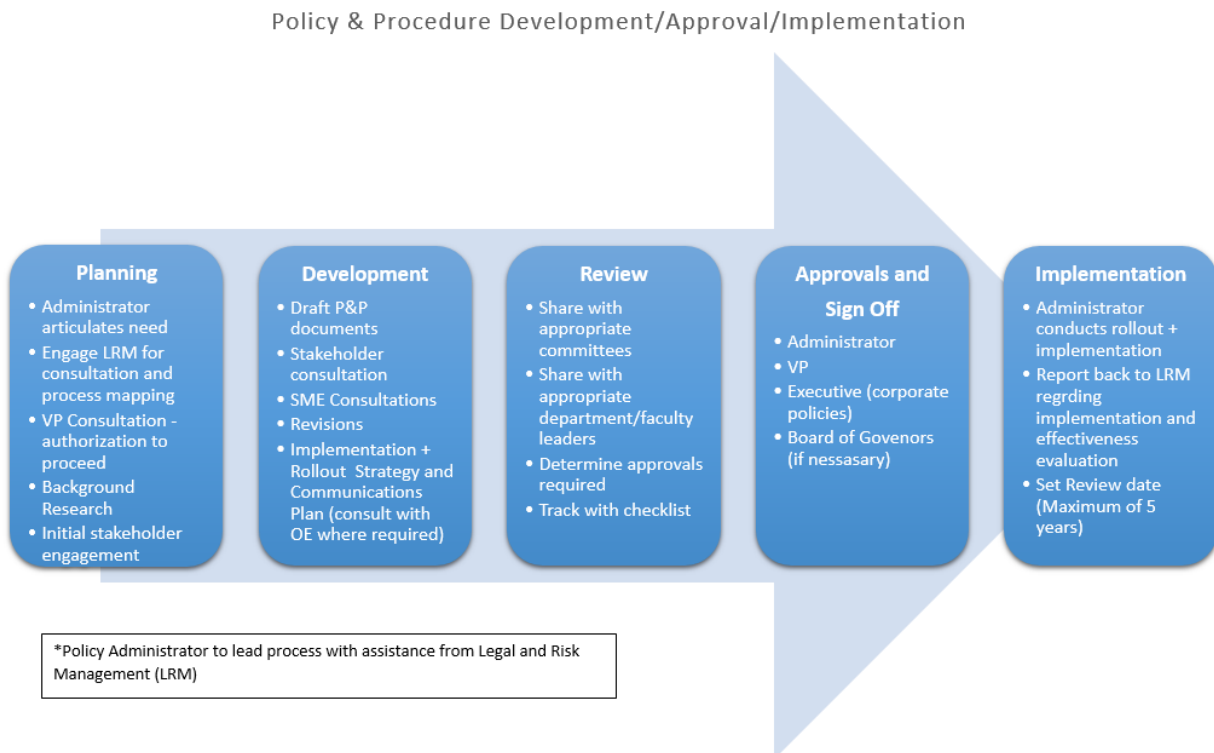 Policy & Procedure Development/Approval/Implementation
Planning
• Administrator
articulates need
• Engage LRM for
consultation and
process mapping
• VP Consultation -
authorization to
proceed
• Background
Research
• Initial stakeholder
engagement
Development
• Draft P&P
documents
• Stakeholder
consultation
• SME Consultations
• Revisions
• Implementation +
Rollout Strategy and
Communications
Plan (consult with
OE where required)
Review
• Share with
appropriate
committees
• Share with
appropriate
department/faculty
leaders
• Determine approvals
required
• Track with checklist
Approvals and
Sign Off
• Administrator
• VP
• Executive (corporate
policies)
• Board of Govenors
(if nessasary)
Implementation
• Administrator
conducts rollout +
implementation
• Report back to LRM
regrding
implementation and
effectiveness
evaluation
• Set Review date
(Maximum of 5
years)
*Policy Administrator to lead process with assistance from Legal and Risk
Management (LRM)